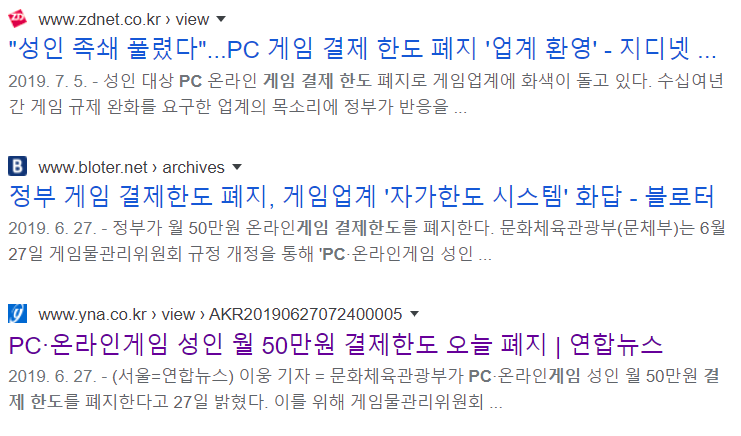 www.zdnet.co.kr › view
"성인 족쇄 풀렸다"...PC 게임 결제 한도 폐지 '업계 환영' - 지디넷 ...
2019. 7. 5. - 성인 대상 PC 온라인 게임 결제 한도 폐지로 게임업계에 화색이 돌고 있다. 수십여년
간 게임 규제 완화를 요구한 업계의 목소리에 정부가 반응을 ...
B www.bloter.net › archives
정부 게임 결제한도 폐지, 게임업계 '자가한도 시스템' 화답 - 블로터
2019. 6. 27. - 정부가 월 50만원 온라인게임 결제한도를 폐지한다. 문화체육관광부(문체부)는 6월
27일 게임물관리위원회 규정 개정을 통해 'PC·온라인게임 성인 ...
www.yna.co.kr › view › AKR20190627072400005
PC·온라인게임 성인 월 50만원 결제한도 오늘 폐지 | 연합뉴스
2019. 6. 27. - (서울=연합뉴스) 이웅 기자 = 문화체육관광부가 PC·온라인게임 성인 월 50만원 결
제 한도를 폐지한다고 27일 밝혔다. 이를 위해 게임물관리위원회 ...